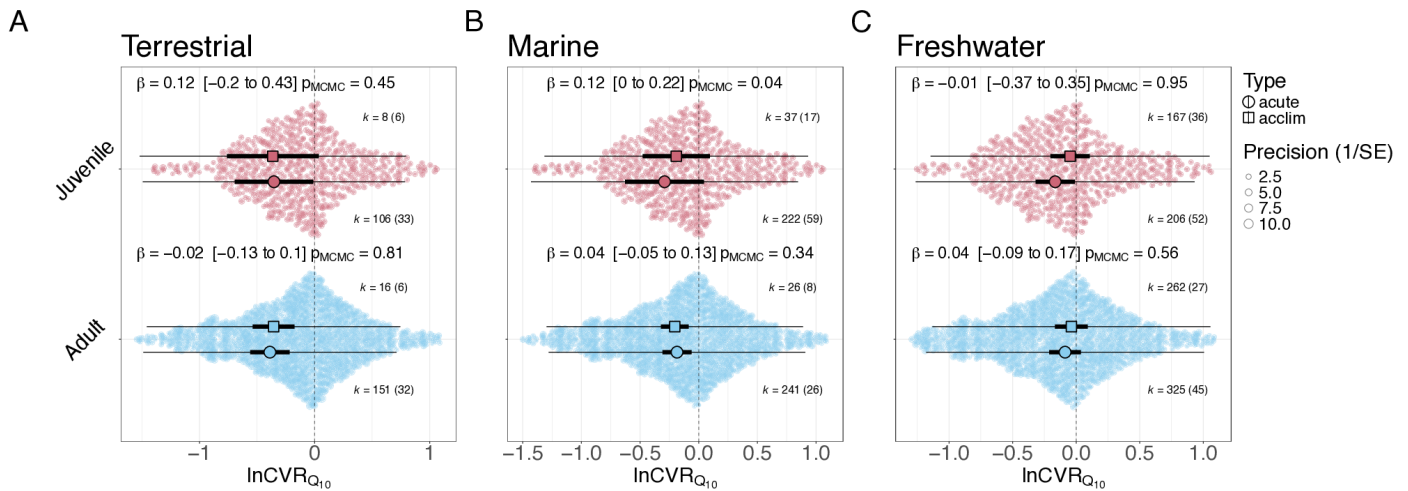 A
Terrestrial
β = 0.12 [−0.2 to 0.43] pMCMC = 0.45
k = 8 (6)
Juvenile
k = 106 (33)
β = −0.02 [−0.13 to 0.1] pMCMC = 0.81
k = 16 (6)
Adult
k = 151 (32)
−1 0 1
lnCVRQ10
B
Marine
β = 0.12 [0 to 0.22] pMCMC = 0.04
k = 37 (17)
k = 222 (59)
β = 0.04 [−0.05 to 0.13] pMCMC = 0.34
k = 26 (8)
k = 241 (26)
−1.5 −1.0 −0.5 0.0 0.5 1.0
lnCVRQ10
C
Freshwater
β = −0.01 [−0.37 to 0.35] pMCMC = 0.95
k = 167 (36)
k = 206 (52)
β = 0.04 [−0.09 to 0.17] pMCMC = 0.56
k = 262 (27)
k = 325 (45)
−1.0 −0.5 0.0 0.5 1.0
lnCVRQ10
Type
acute
acclim
Precision (1/SE)
2.5
5.0
7.5
10.0